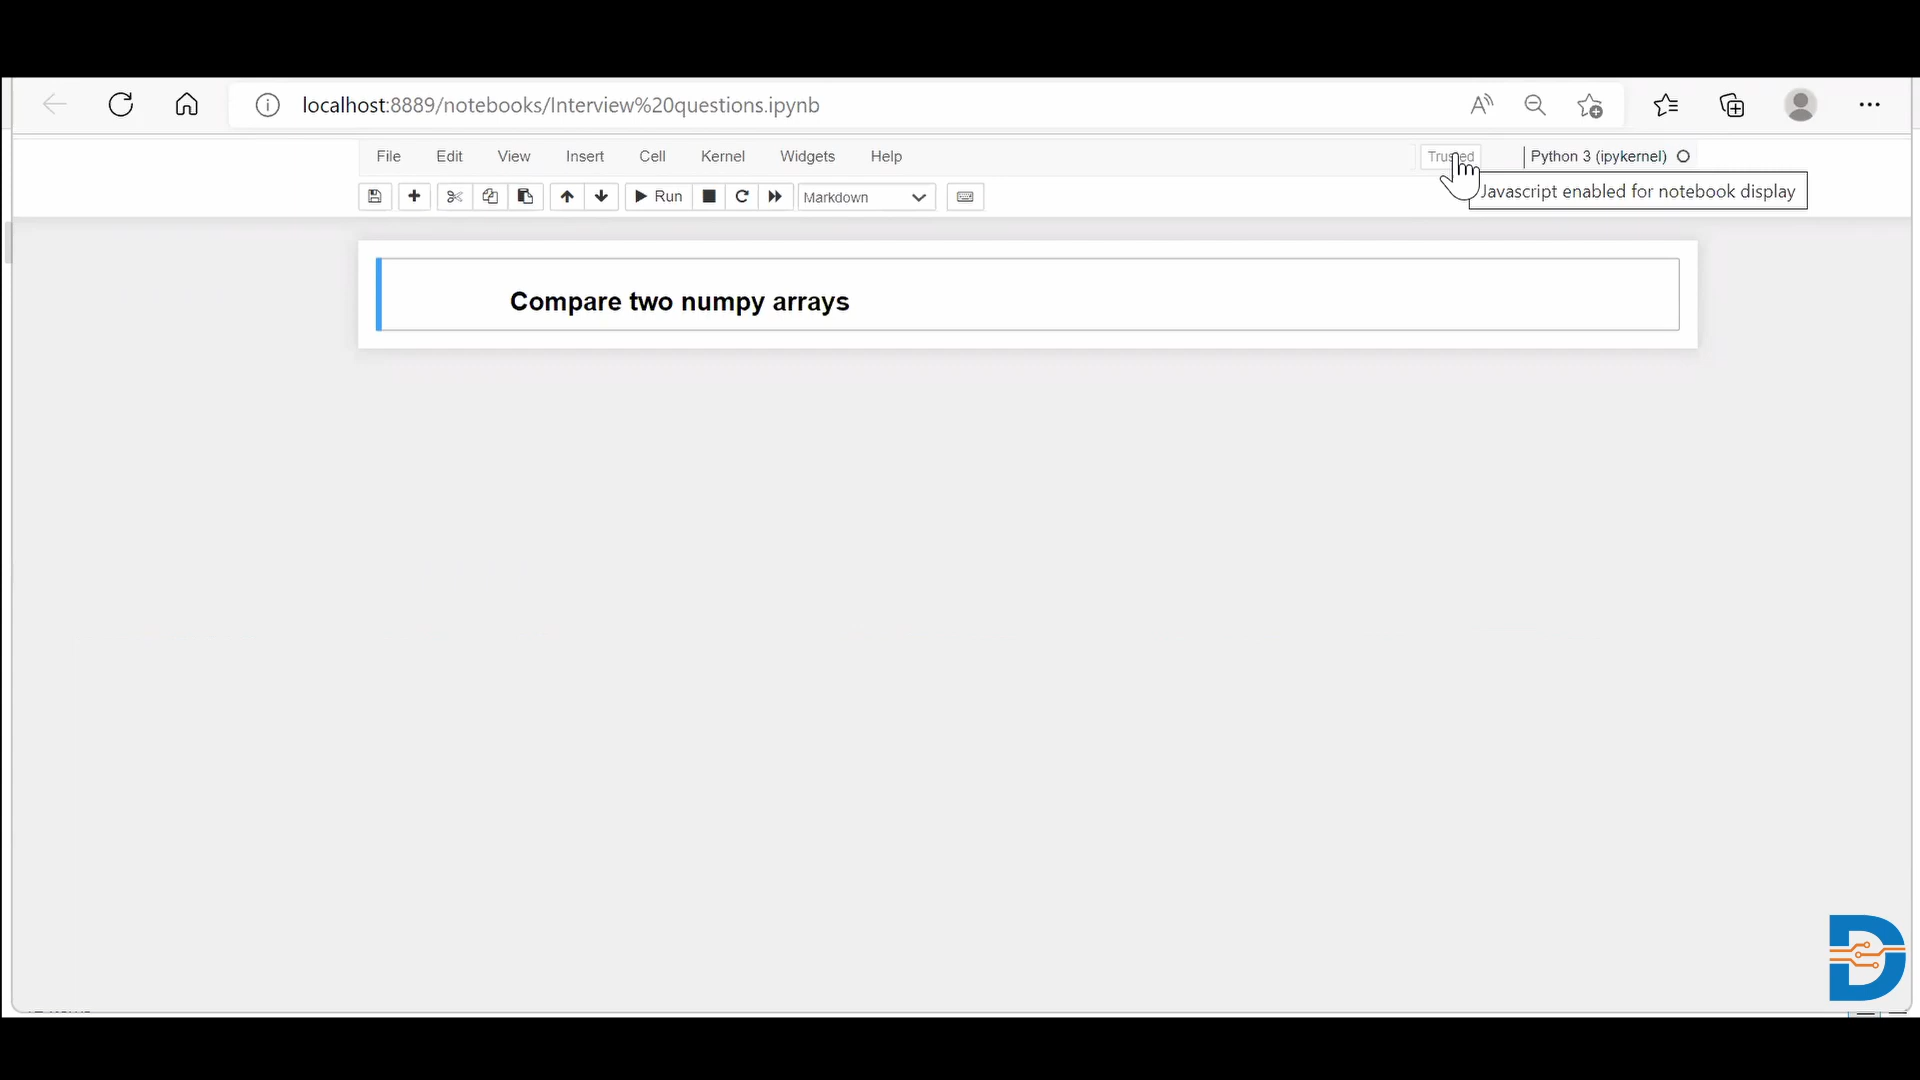 localhost:8889/notebooks/Interview%20questions.ipynb
File Edit View Insert Cell Kernel Widgets Help
Trusted Python 3 (ipykernel)
Run Markdown
Javascript enabled for notebook display
Compare two numpy arrays